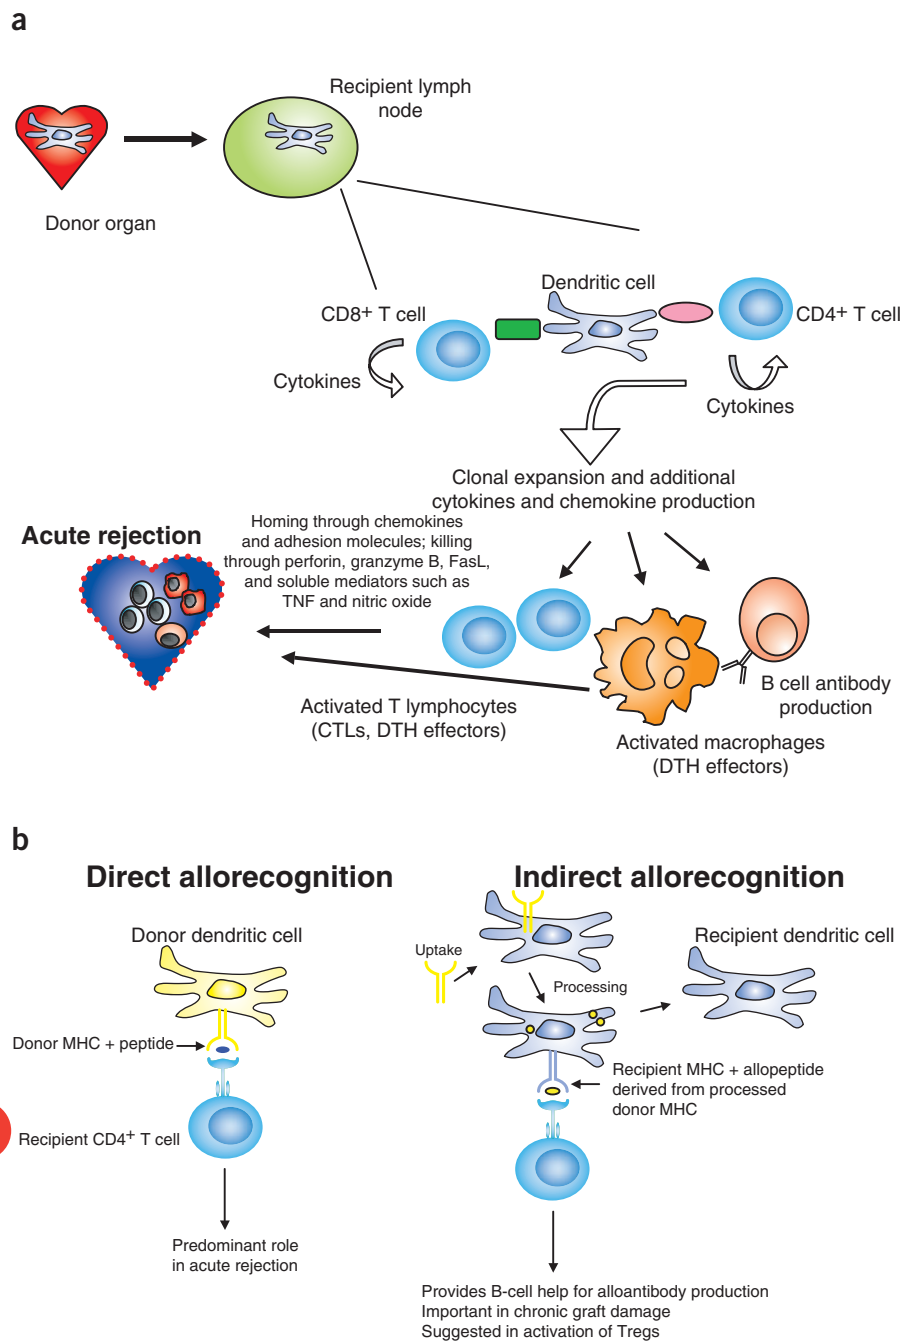 a
Recipient lymph
node
Donor organ
Dendritic cell
CD8+ T cell
CD4+ T cell
Cytokines
Cytokines
Clonal expansion and additional
cytokines and chemokine production
Acute rejection
Homing through chemokines
and adhesion molecules; killing
through perforin, granzyme B, FasL,
and soluble mediators such as
TNF and nitric oxide
B cell antibody
production
Activated T lymphocytes
(CTLs, DTH effectors)
Activated macrophages
(DTH effectors)
b
Direct allorecognition
Donor dendritic cell
Donor MHC + peptide
Recipient CD4+ T cell
Predominant role
in acute rejection
Indirect allorecognition
Uptake
Recipient dendritic cell
Processing
Recipient MHC + allopeptide
derived from processed
donor MHC
Provides B-cell help for alloantibody production
Important in chronic graft damage
Suggested in activation of Tregs